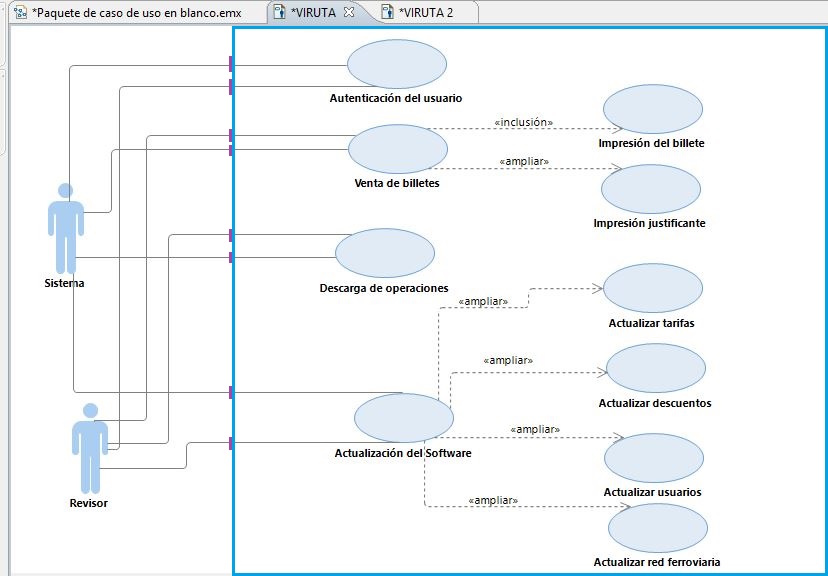 *Paquete de caso de uso en blanco.emx
*VIRUTA
*VIRUTA 2
Autenticación del usuario
«inclusión»
Impresión del billete
«ampliar»
Venta de billetes
Impresión justificante
Sistema
Descarga de operaciones
«ampliar»
Actualizar tarifas
«ampliar»
Actualizar descuentos
«ampliar»
Actualización del Software
Actualizar usuarios
Revisor
«ampliar»
Actualizar red ferroviaria